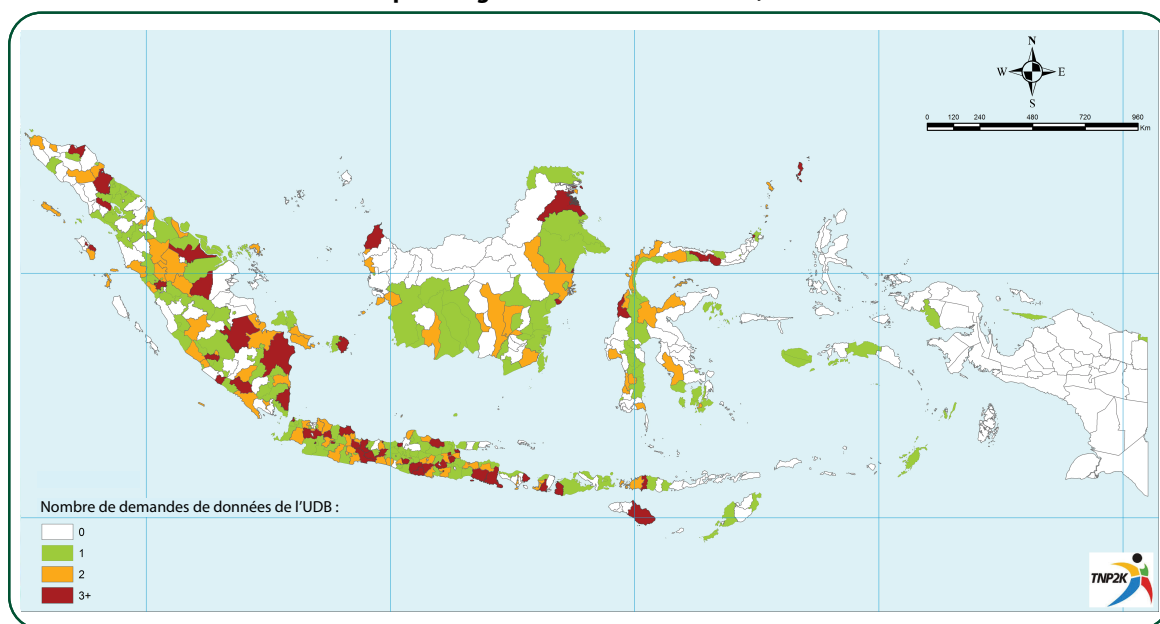 N
W E
S
0 120 240 480 720 960
Km
Nombre de demandes de données de l'UDB :
0
1
2
3+
TNP2K